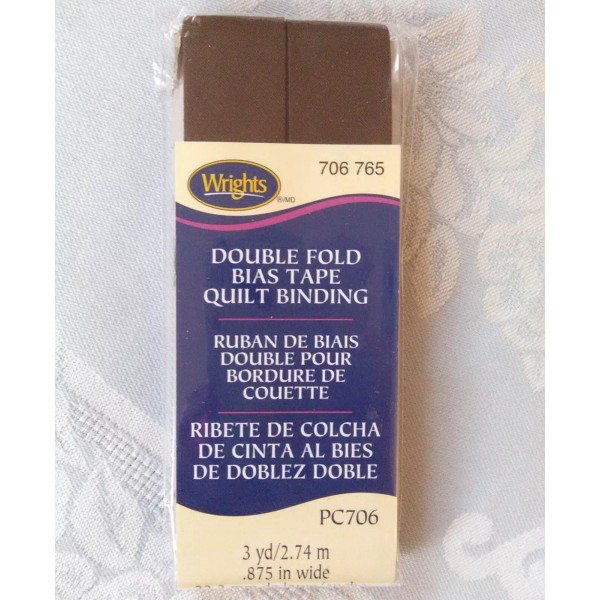 706 765
Wrights
®/MD
DOUBLE FOLD
BIAS TAPE
QUILT BINDING
RUBAN DE BIAIS
DOUBLE POUR
BORDURE DE
COUETTE
RIBETE DE COLCHA
DE CINTA AL BIES
DE DOBLEZ DOBLE
PC706
3 yd/2.74 m
.875 in wide